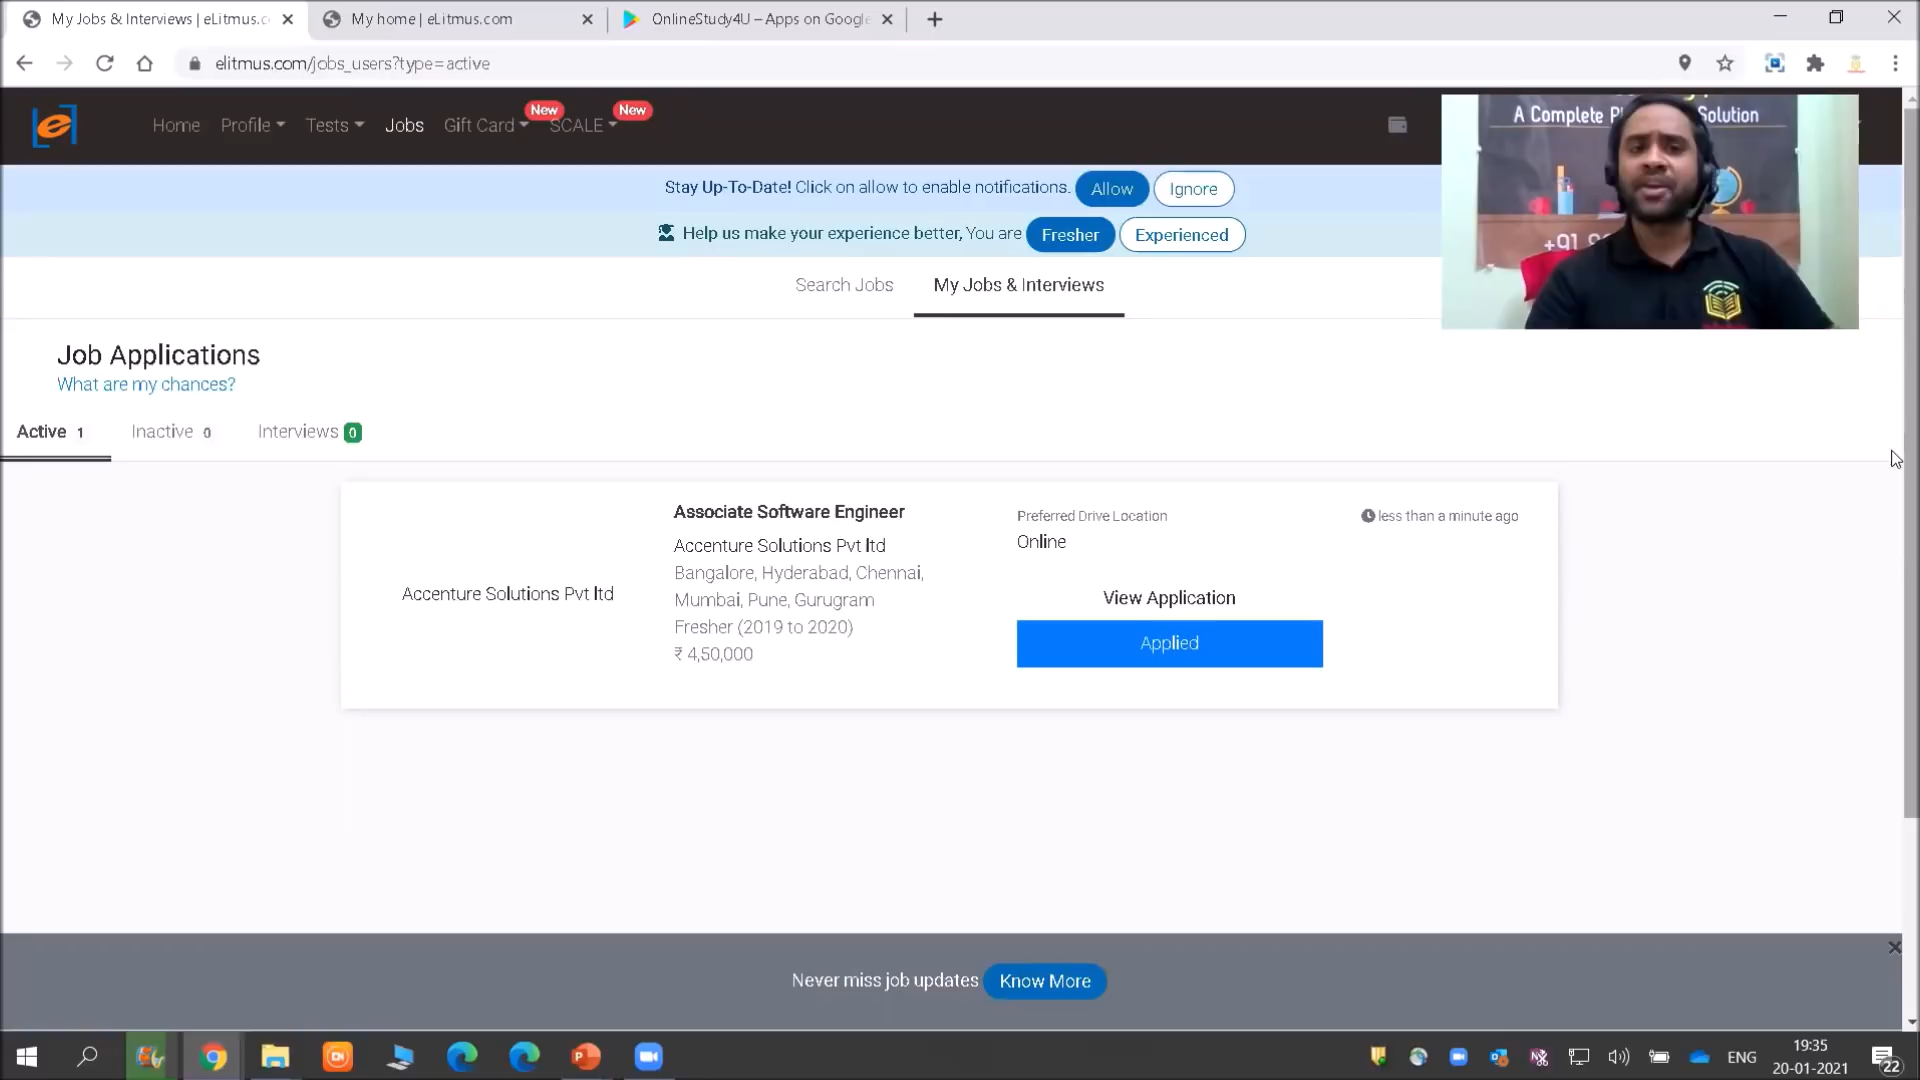 My Jobs & Interviews | eLitmus.c
My home | eLitmus.com
OnlineStudy4U – Apps on Google
elitmus.com/jobs_users?type=active
Home
Profile
Tests
Jobs
Gift Card
New
SCALE
New
A Complete
Solution
+91
Stay Up-To-Date! Click on allow to enable notifications.
Allow
Ignore
Help us make your experience better, You are
Fresher
Experienced
Search Jobs
My Jobs & Interviews
Job Applications
What are my chances?
Active 1
Inactive 0
Interviews 0
Accenture Solutions Pvt ltd
Associate Software Engineer
Accenture Solutions Pvt ltd
Bangalore, Hyderabad, Chennai,
Mumbai, Pune, Gurugram
Fresher (2019 to 2020)
₹ 4,50,000
Preferred Drive Location
Online
View Application
Applied
less than a minute ago
Never miss job updates
Know More
ENG
19:35
20-01-2021
22